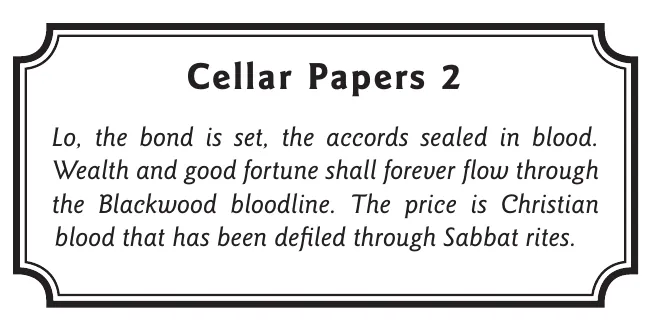 Cellar Papers 2
Lo, the bond is set, the accords sealed in blood.
Wealth and good fortune shall forever flow through
the Blackwood bloodline. The price is Christian
blood that has been defiled through Sabbat rites.